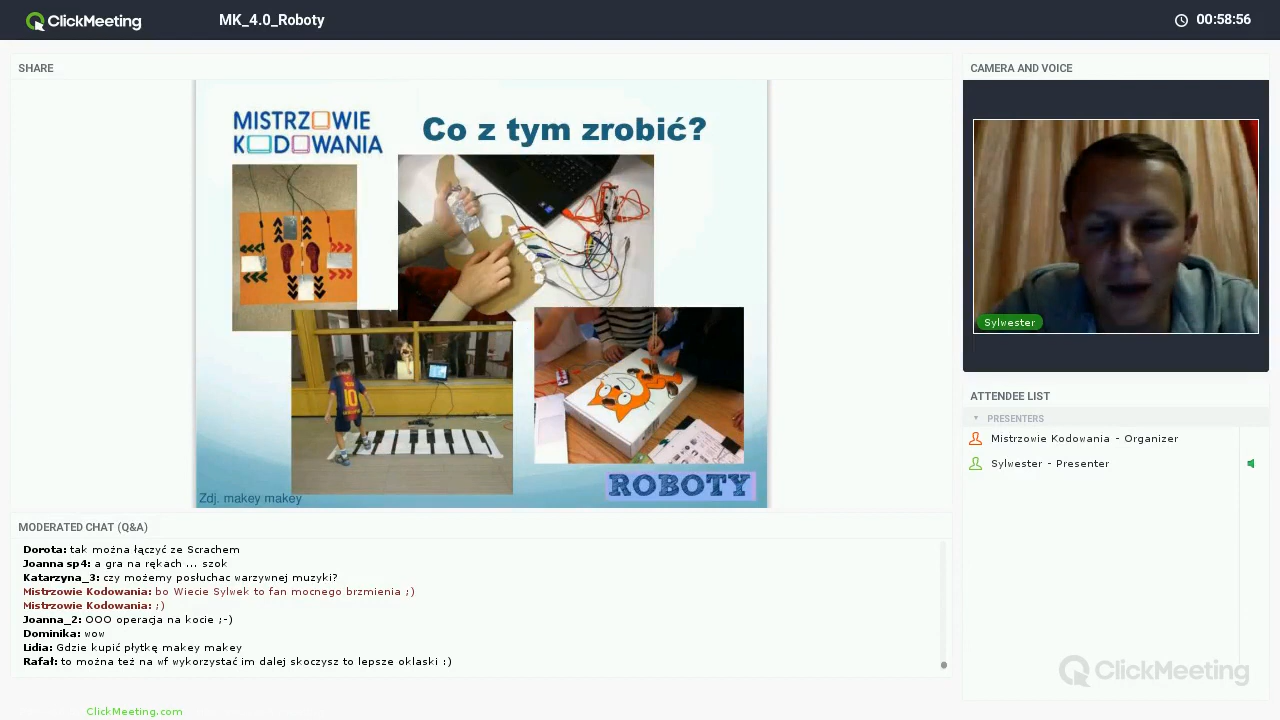 ClickMeeting
MK_4.0_Roboty
00:58:56
SHARE
MISTRZOWIE
KODOWANIA
Co z tym zrobić?
Zdj. makey makey
ROBOTY
CAMERA AND VOICE
Sylwester
ATTENDEE LIST
PRESENTERS
Mistrzowie Kodowania - Organizer
Sylwester - Presenter
MODERATED CHAT (Q&A)
Dorota: tak można łączyć ze Scrachem
Joanna sp4: a gra na rękach ... szok
Katarzyna_3: czy możemy posłuchac warzywnej muzyki?
Mistrzowie Kodowania: bo Wiecie Sylwek to fan mocnego brzmienia ;)
Mistrzowie Kodowania: ;)
Joanna_2: OOO operacja na kocie ;-)
Dominika: wow
Lidia: Gdzie kupić płytkę makey makey
Rafał: to można też na wf wykorzystać im dalej skoczysz to lepsze oklaski :)
ClickMeeting
ClickMeeting.com